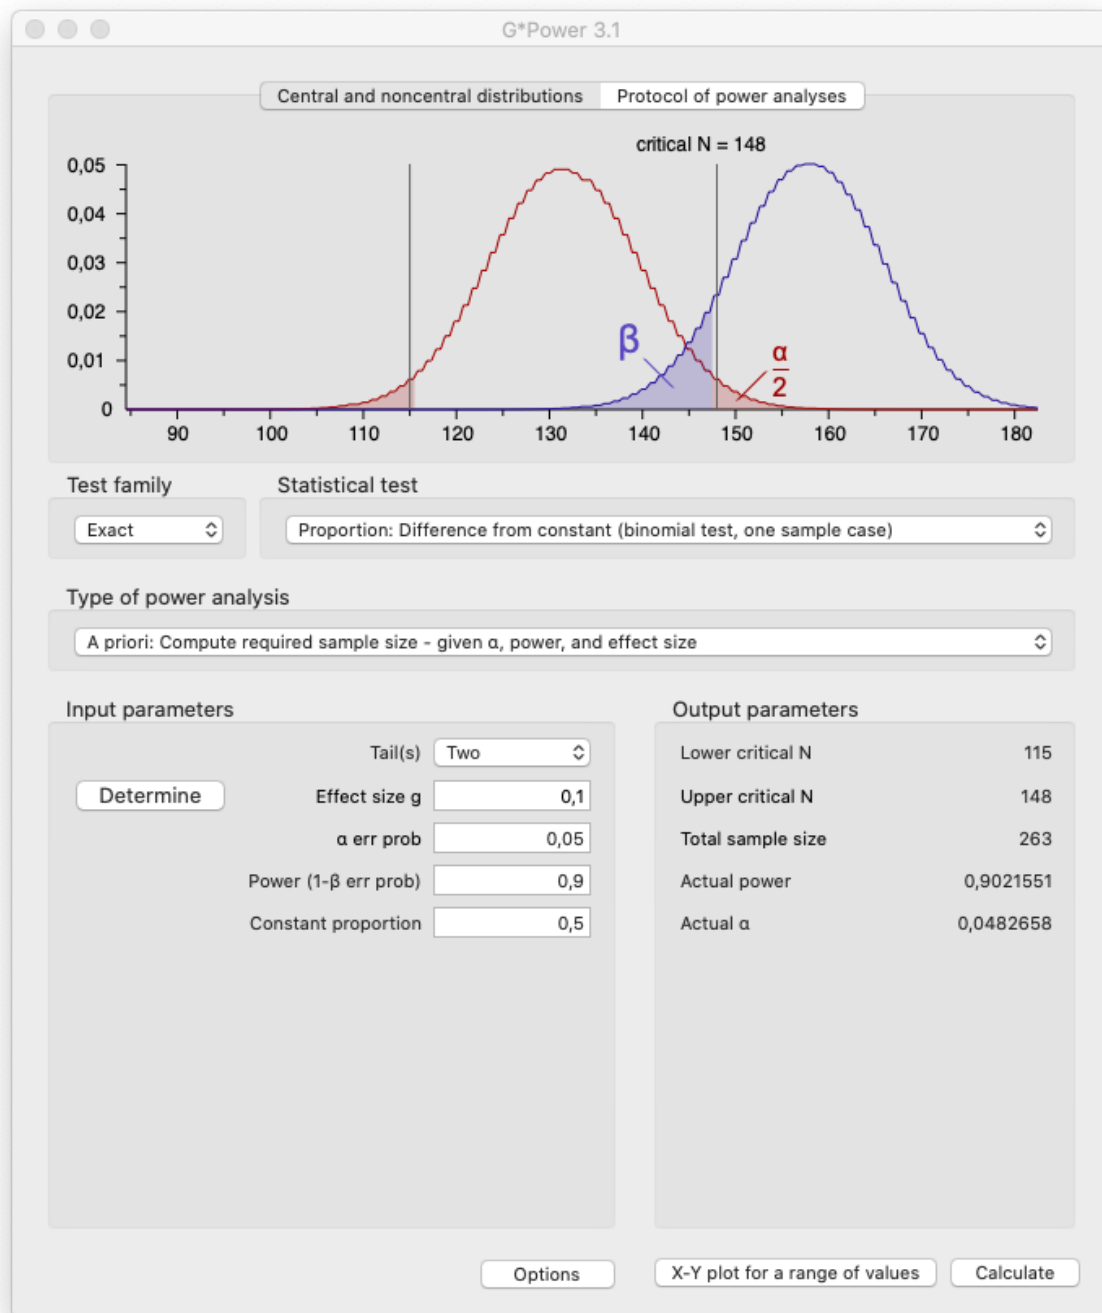 G*Power 3.1
Central and noncentral distributions
Protocol of power analyses
critical N = 148
0,05
0,04
0,03
0,02
0,01
0
β
α
2
90 100 110 120 130 140 150 160 170 180
Test family
Statistical test
Exact
Proportion: Difference from constant (binomial test, one sample case)
Type of power analysis
A priori: Compute required sample size - given α, power, and effect size
Input parameters
Tail(s) Two
Determine Effect size g 0,1
α err prob 0,05
Power (1-β err prob) 0,9
Constant proportion 0,5
Output parameters
Lower critical N 115
Upper critical N 148
Total sample size 263
Actual power 0,9021551
Actual α 0,0482658
Options
X-Y plot for a range of values
Calculate